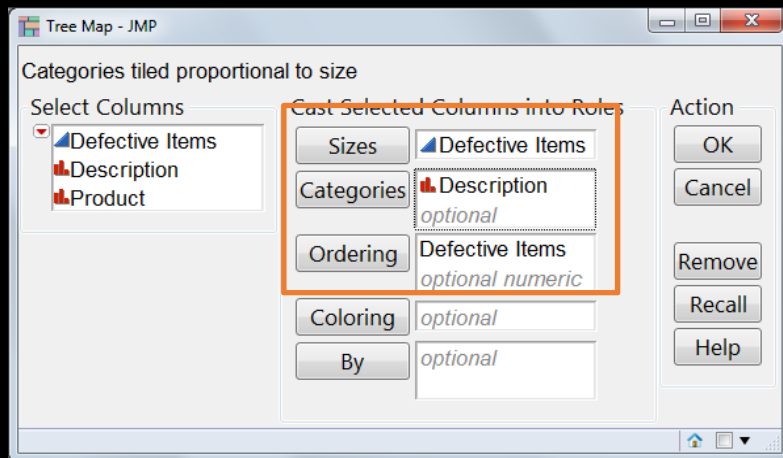 Tree Map - JMP
Categories tiled proportional to size
Select Columns
Defective Items
Description
Product
Cast Selected Columns into Roles
Sizes
Defective Items
Categories
Description
optional
Ordering
Defective Items
optional numeric
Coloring
optional
By
optional
Action
OK
Cancel
Remove
Recall
Help